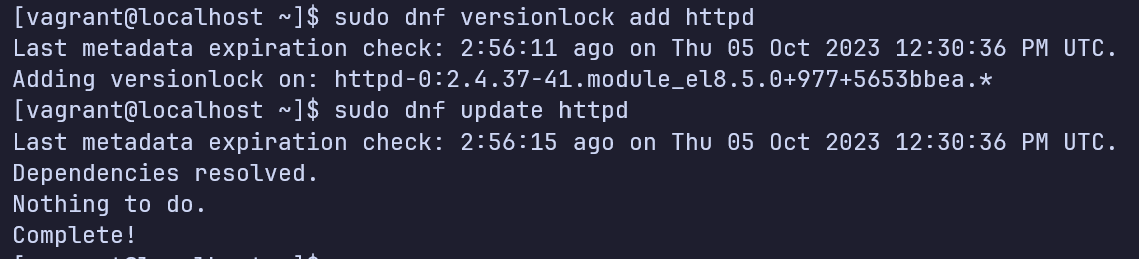 [vagrant@localhost ~]$ sudo dnf versionlock add httpd
Last metadata expiration check: 2:56:11 ago on Thu 05 Oct 2023 12:30:36 PM UTC.
Adding versionlock on: httpd-0:2.4.37-41.module_el8.5.0+977+5653bbea.*
[vagrant@localhost ~]$ sudo dnf update httpd
Last metadata expiration check: 2:56:15 ago on Thu 05 Oct 2023 12:30:36 PM UTC.
Dependencies resolved.
Nothing to do.
Complete!